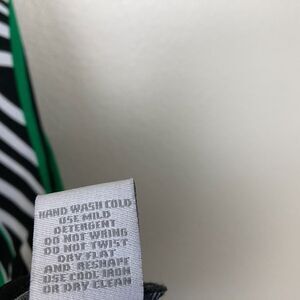 HAND WASH COLD
USE MILD
DETERGENT
DO NOT WRING
DO NOT TWIST
DRY FLAT
AND RESHAPE
USE COOL IRON
OR DRY CLEAN